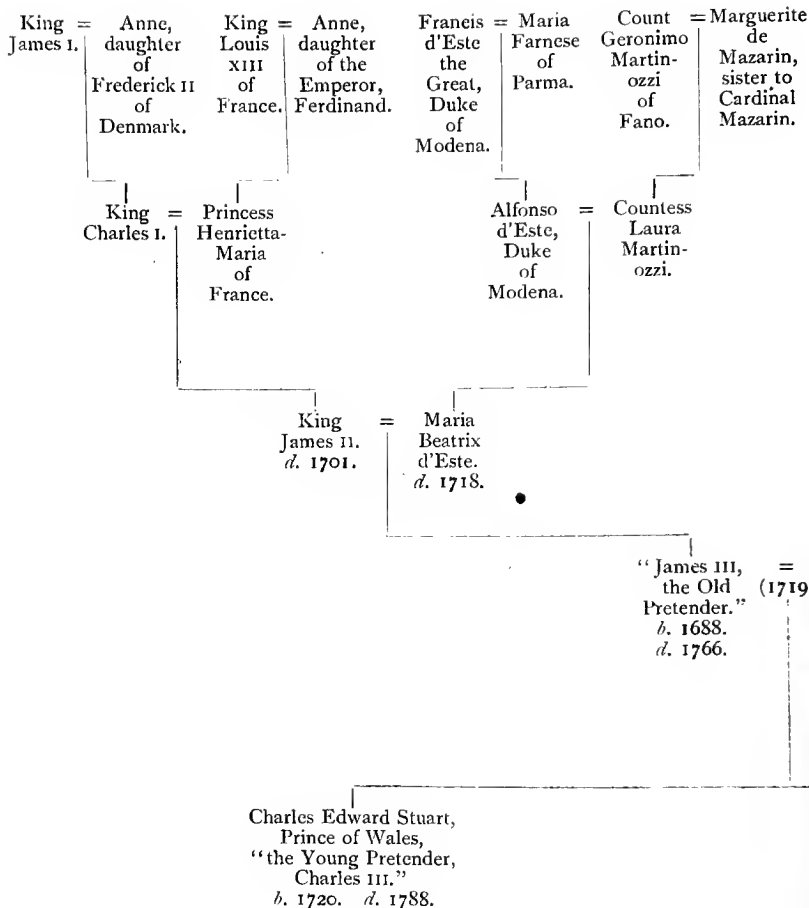 King = Anne, King = Anne, Francis = Maria Count = Marguerite
James I. daughter Louis daughter d'Este Farnese Geronimo de
of XIII of the the of Martin- Mazarin,
Frederick II of Emperor, Great, Parma. ozzi sister to
of France. Ferdinand. Duke of Cardinal
Denmark. of Fano. Mazarin.
Modena.
King = Princess Alfonso = Countess
Charles I. Henrietta- d'Este, Laura
Maria Duke Martin-
of of ozzi.
France. Modena.
King = Maria
James II. Beatrix
d. 1701. d'Este.
d. 1718.
"James III, =
the Old (1719
Pretender."
b. 1688.
d. 1766.
Charles Edward Stuart,
Prince of Wales,
"the Young Pretender,
Charles III."
b. 1720. d. 1788.